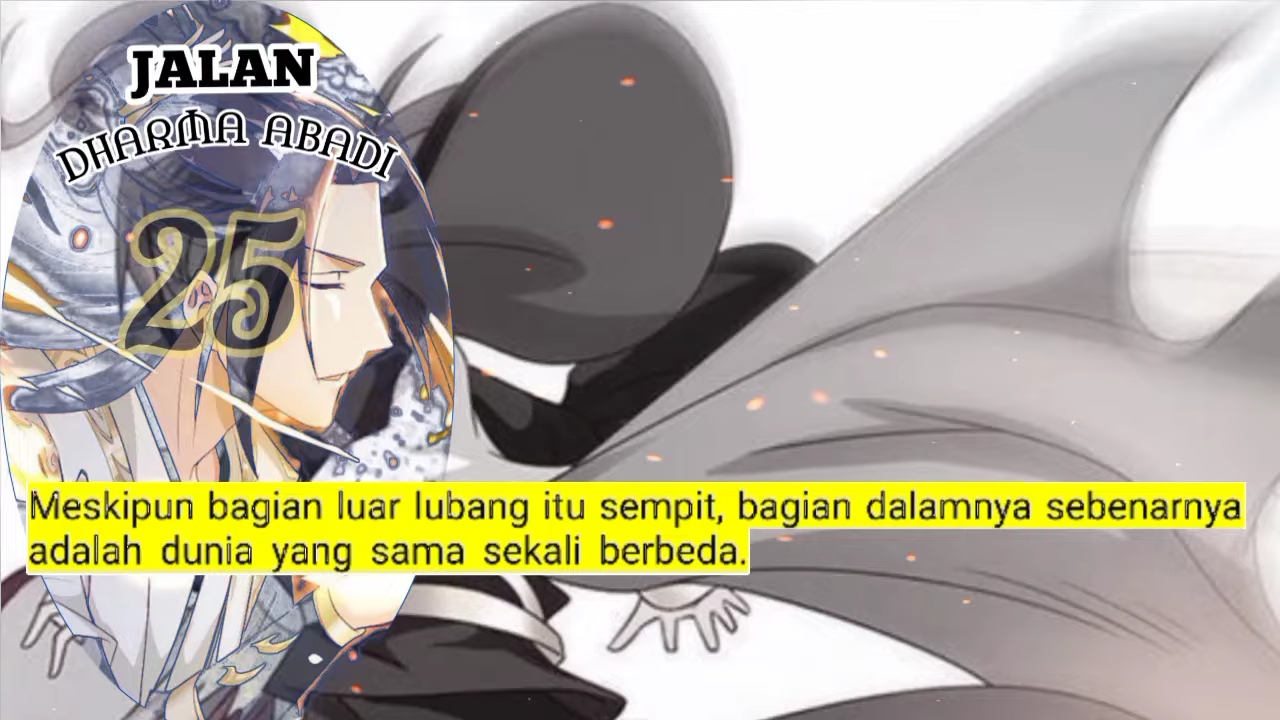 JALAN
DHARMA ABADI
25
Meskipun bagian luar lubang itu sempit, bagian dalamnya sebenarnya
adalah dunia yang sama sekali berbeda.